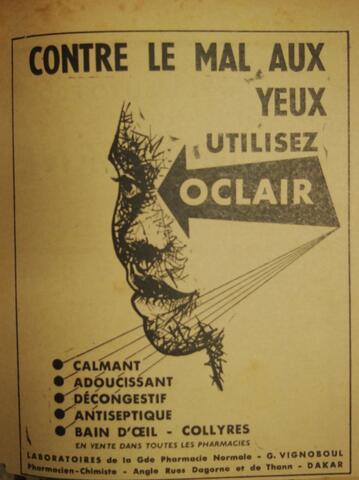 CONTRE LE MAL AUX
YEUX
UTILISEZ
OCLAIR
CALMANT
ADOUCISSANT
DÉCONGESTIF
ANTISEPTIQUE
BAIN D'ŒIL - COLLYRES
EN VENTE DANS TOUTES LES PHARMACIES
LABORATOIRES de la Gde Pharmacie Normale - G. VIGNOBOUL
Pharmacien-Chimiste - Angle Rues Dagorne et de Thann - DAKAR